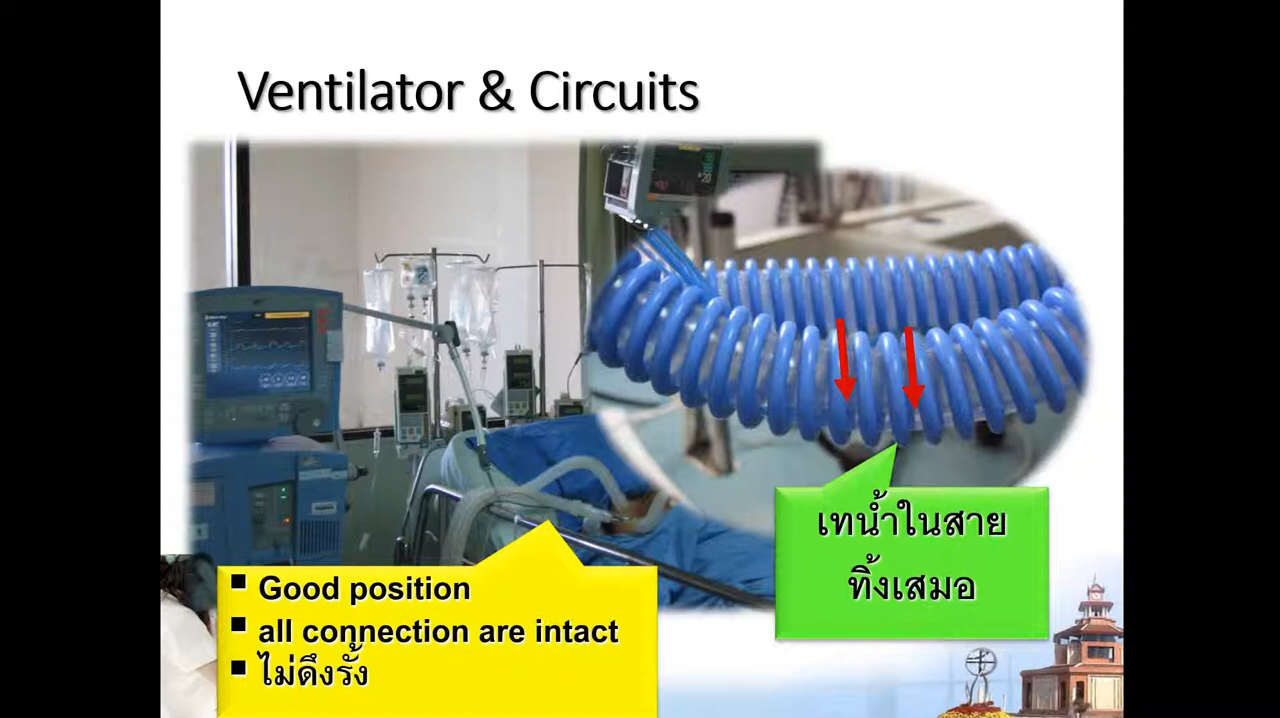 Ventilator & Circuits
เทน้ำในสาย
ทิ้งเสมอ
▪ Good position
▪ all connection are intact
▪ ไม่ดึงรั้ง